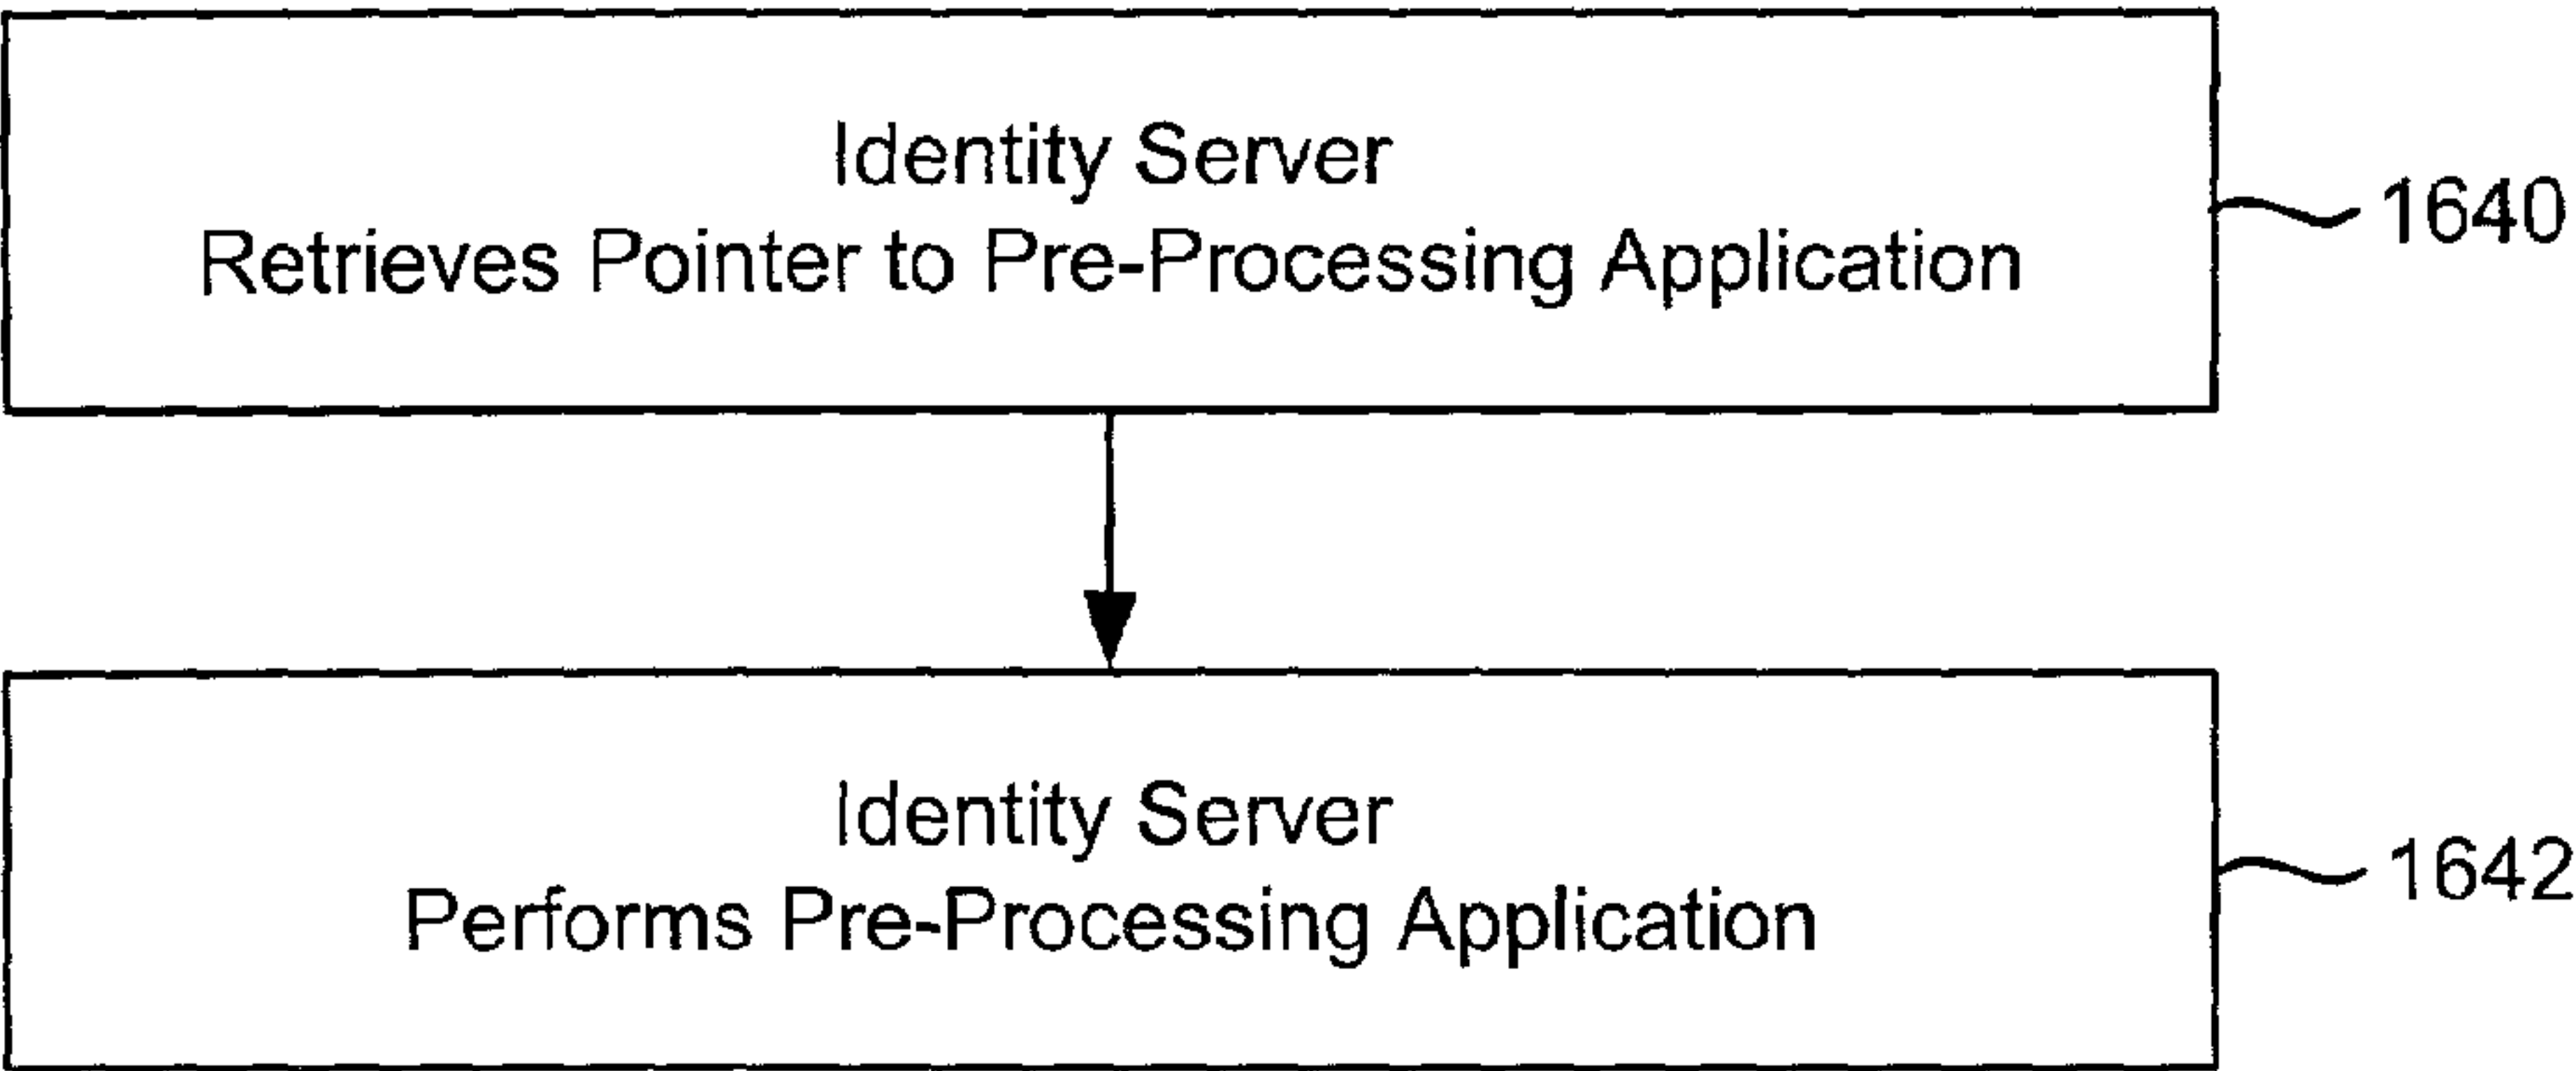 Identity Server
Retrieves Pointer to Pre-Processing Application
1640
Identity Server
Performs Pre-Processing Application
1642